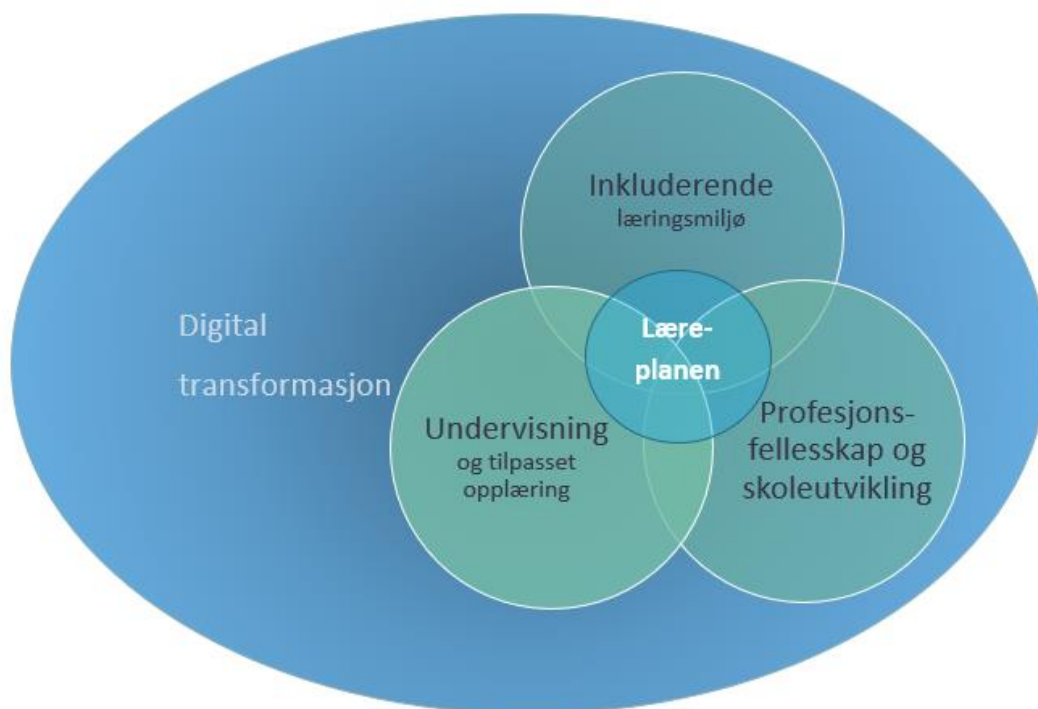 Inkluderende
læringsmiljø
Digital
transformasjon
Lære-
planen
Undervisning
og tilpasset
opplæring
Profesjons-
fellesskap og
skoleutvikling